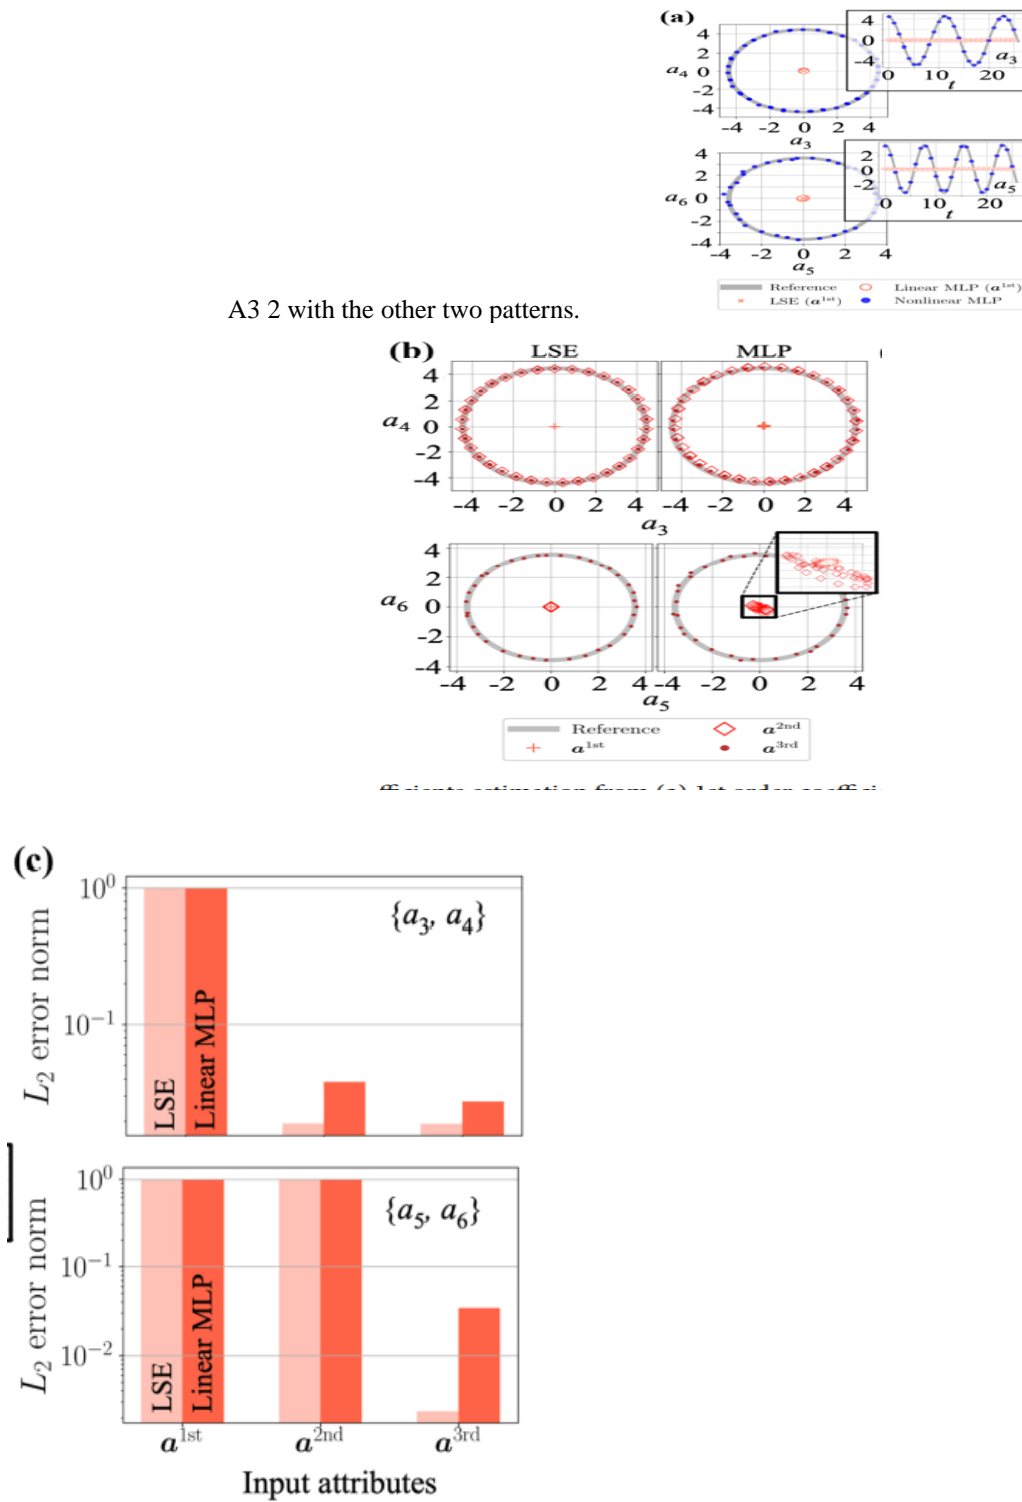 (a)
4
2
a4 0
-2
-4
-4 -2 0 2 4
a3
4
0
-4
a3
0 10 20
t
4
2
a6 0
-2
-4
-4 -2 0 2 4
a5
2
0
-2
a5
0 10 20
t
Reference Linear MLP (a1st)
LSE (a1st) Nonlinear MLP
A3 2 with the other two patterns.
(b) LSE MLP
4
2
a4 0
-2
-4
-4 -2 0 2 4 -4 -2 0 2 4
a3
4
2
a6 0
-2
-4
-4 -2 0 2 4 -4 -2 0 2 4
a5
Reference a2nd
a1st a3rd
fficients estimation from (a) 1st order coeffici
(c)
L2 error norm
10^0
10^-1
{a3, a4}
LSE
Linear MLP
L2 error norm
10^0
10^-1
10^-2
{a5, a6}
LSE
Linear MLP
a1st a2nd a3rd
Input attributes